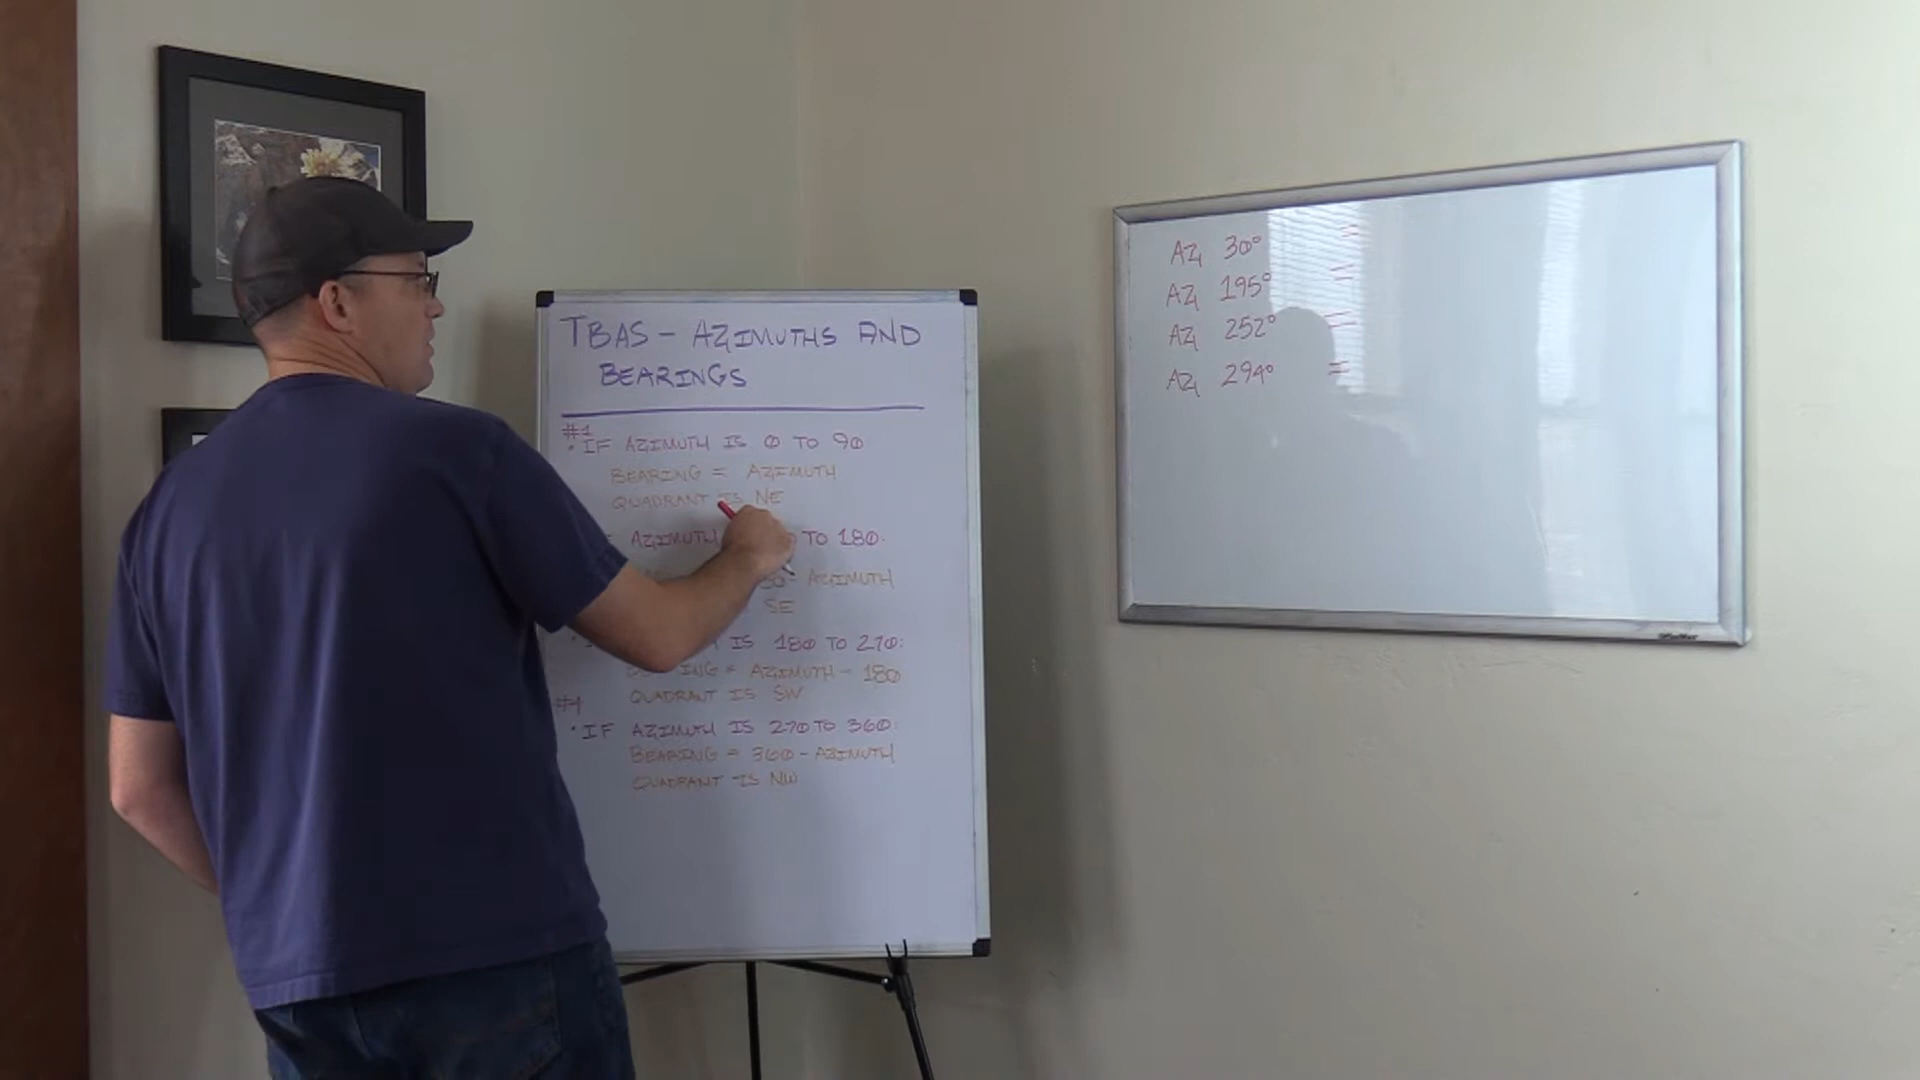 TBAS - AZIMUTHS AND
BEARINGS
#1
• IF AZIMUTH IS 0 TO 90
BEARING = AZIMUTH
QUADRANT IS NE
AZIMUTH TO 180:
- AZIMUTH
SE
• IS 180 TO 270:
= AZIMUTH - 180
QUADRANT IS SW
#4
• IF AZIMUTH IS 270 TO 360:
BEARING = 360 - AZIMUTH
QUADRANT IS NW
AZ, 30° =
AZ, 195° =
AZ, 252° =
AZ, 294° =